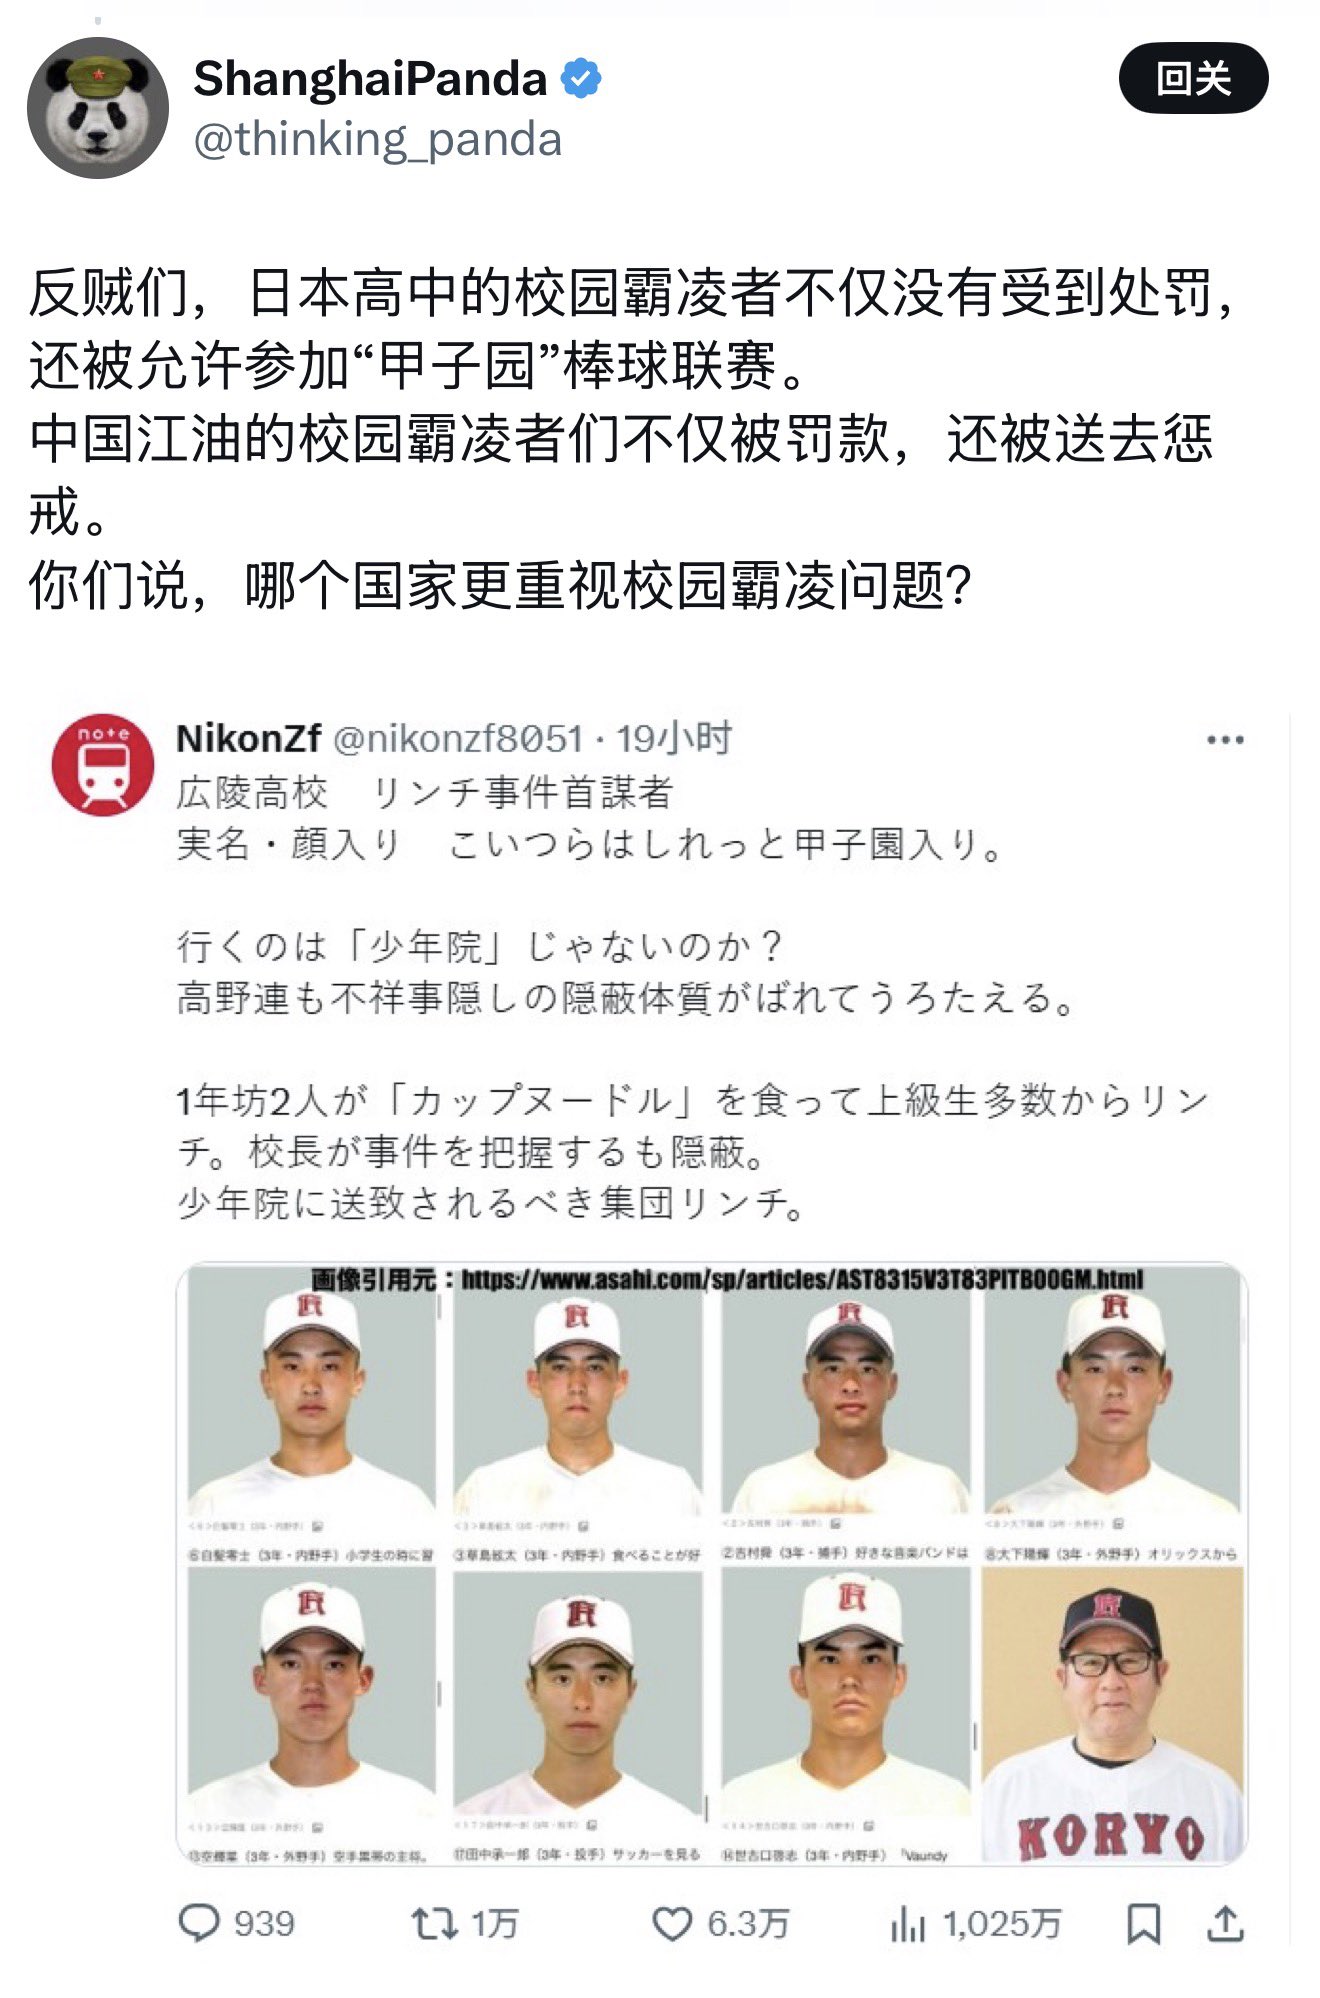 ShanghaiPanda
回关
@thinking_panda
反贼们，日本高中的校园霸凌者不仅没有受到处罚，
还被允许参加“甲子园”棒球联赛。
中国江油的校园霸凌者们不仅被罚款，还被送去惩
戒。
你们说，哪个国家更重视校园霸凌问题？
note
NikonZf @nikonzf8051 · 19小时
広陵高校　リンチ事件首謀者
実名・顔入り　こいつらはしれっと甲子園入り。
行くのは「少年院」じゃないのか？
高野連も不祥事隠しの隠蔽体質がばれてうろたえる。
1年坊2人が「カップヌードル」を食って上級生多数からリン
チ。校長が事件を把握するも隠蔽。
少年院に送致されるべき集団リンチ。
画像引用元：https://www.asahi.com/sp/articles/AST8315V3T83PITB00GM.html
(3年・内野手) 小学生の時に習
(3年・内野手) 食べることが好
(3年・捕手) 好きな音楽バンドは
(3年・外野手) オリックスから
(3年・外野手) 空手黒帯の主将。
(3年・投手) サッカーを見る
(3年・内野手) 「Vaundy
KORYO
939
1万
6.3万
1,025万